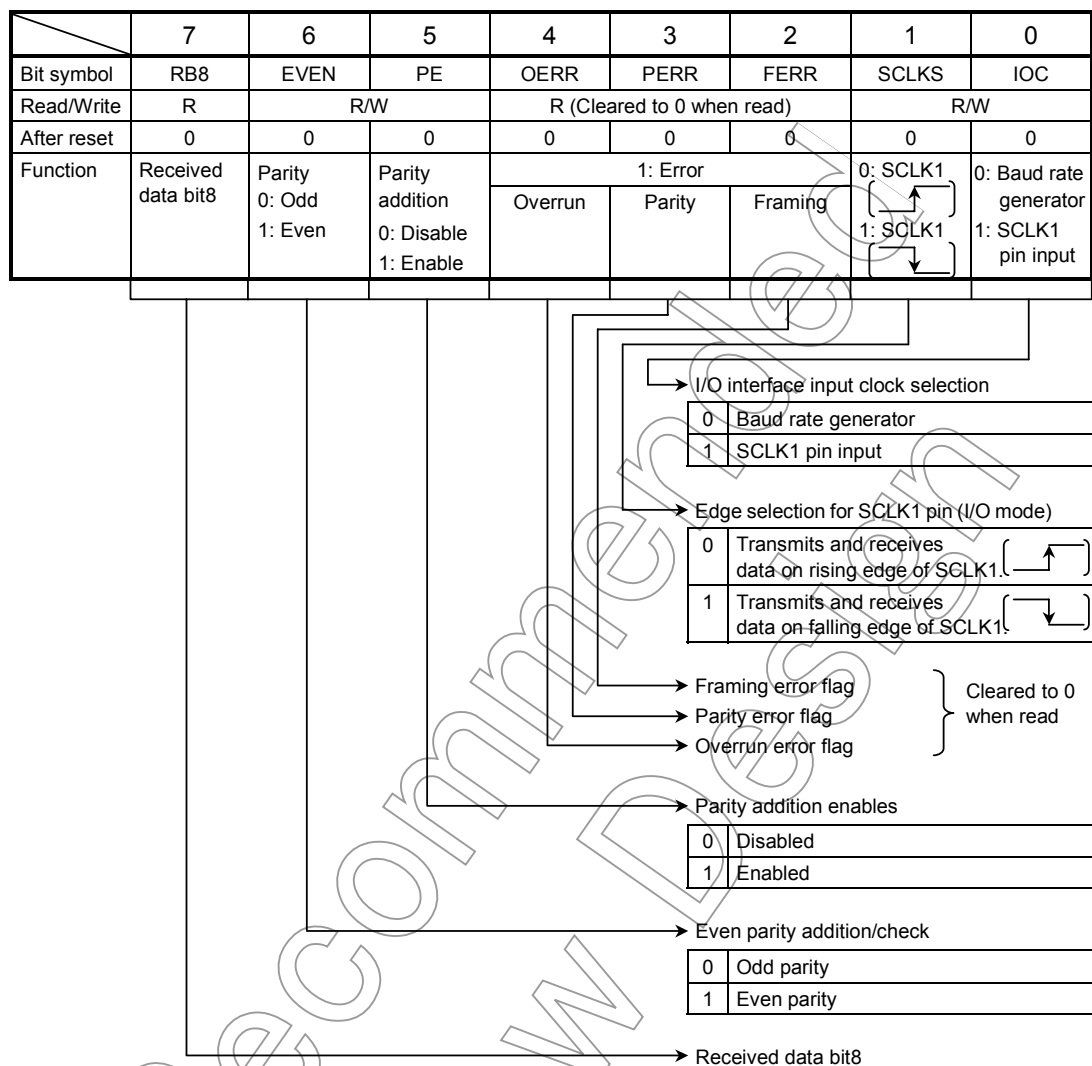 7 6 5 4 3 2 1 0
Bit symbol RB8 EVEN PE OERR PERR FERR SCLKS IOC
Read/Write R R/W R (Cleared to 0 when read) R/W
After reset 0 0 0 0 0 0 0 0
Function Received data bit8
Parity
0: Odd
1: Even
Parity addition
0: Disable
1: Enable
1: Error
Overrun Parity Framing
0: SCLK1
1: SCLK1
0: Baud rate
generator
1: SCLK1
pin input
I/O interface input clock selection
0 Baud rate generator
1 SCLK1 pin input
Edge selection for SCLK1 pin (I/O mode)
0 Transmits and receives
data on rising edge of SCLK1.
1 Transmits and receives
data on falling edge of SCLK1.
Framing error flag
Parity error flag
Overrun error flag
Cleared to 0
when read
Parity addition enables
0 Disabled
1 Enabled
Even parity addition/check
0 Odd parity
1 Even parity
Received data bit8
ecommended
w Design